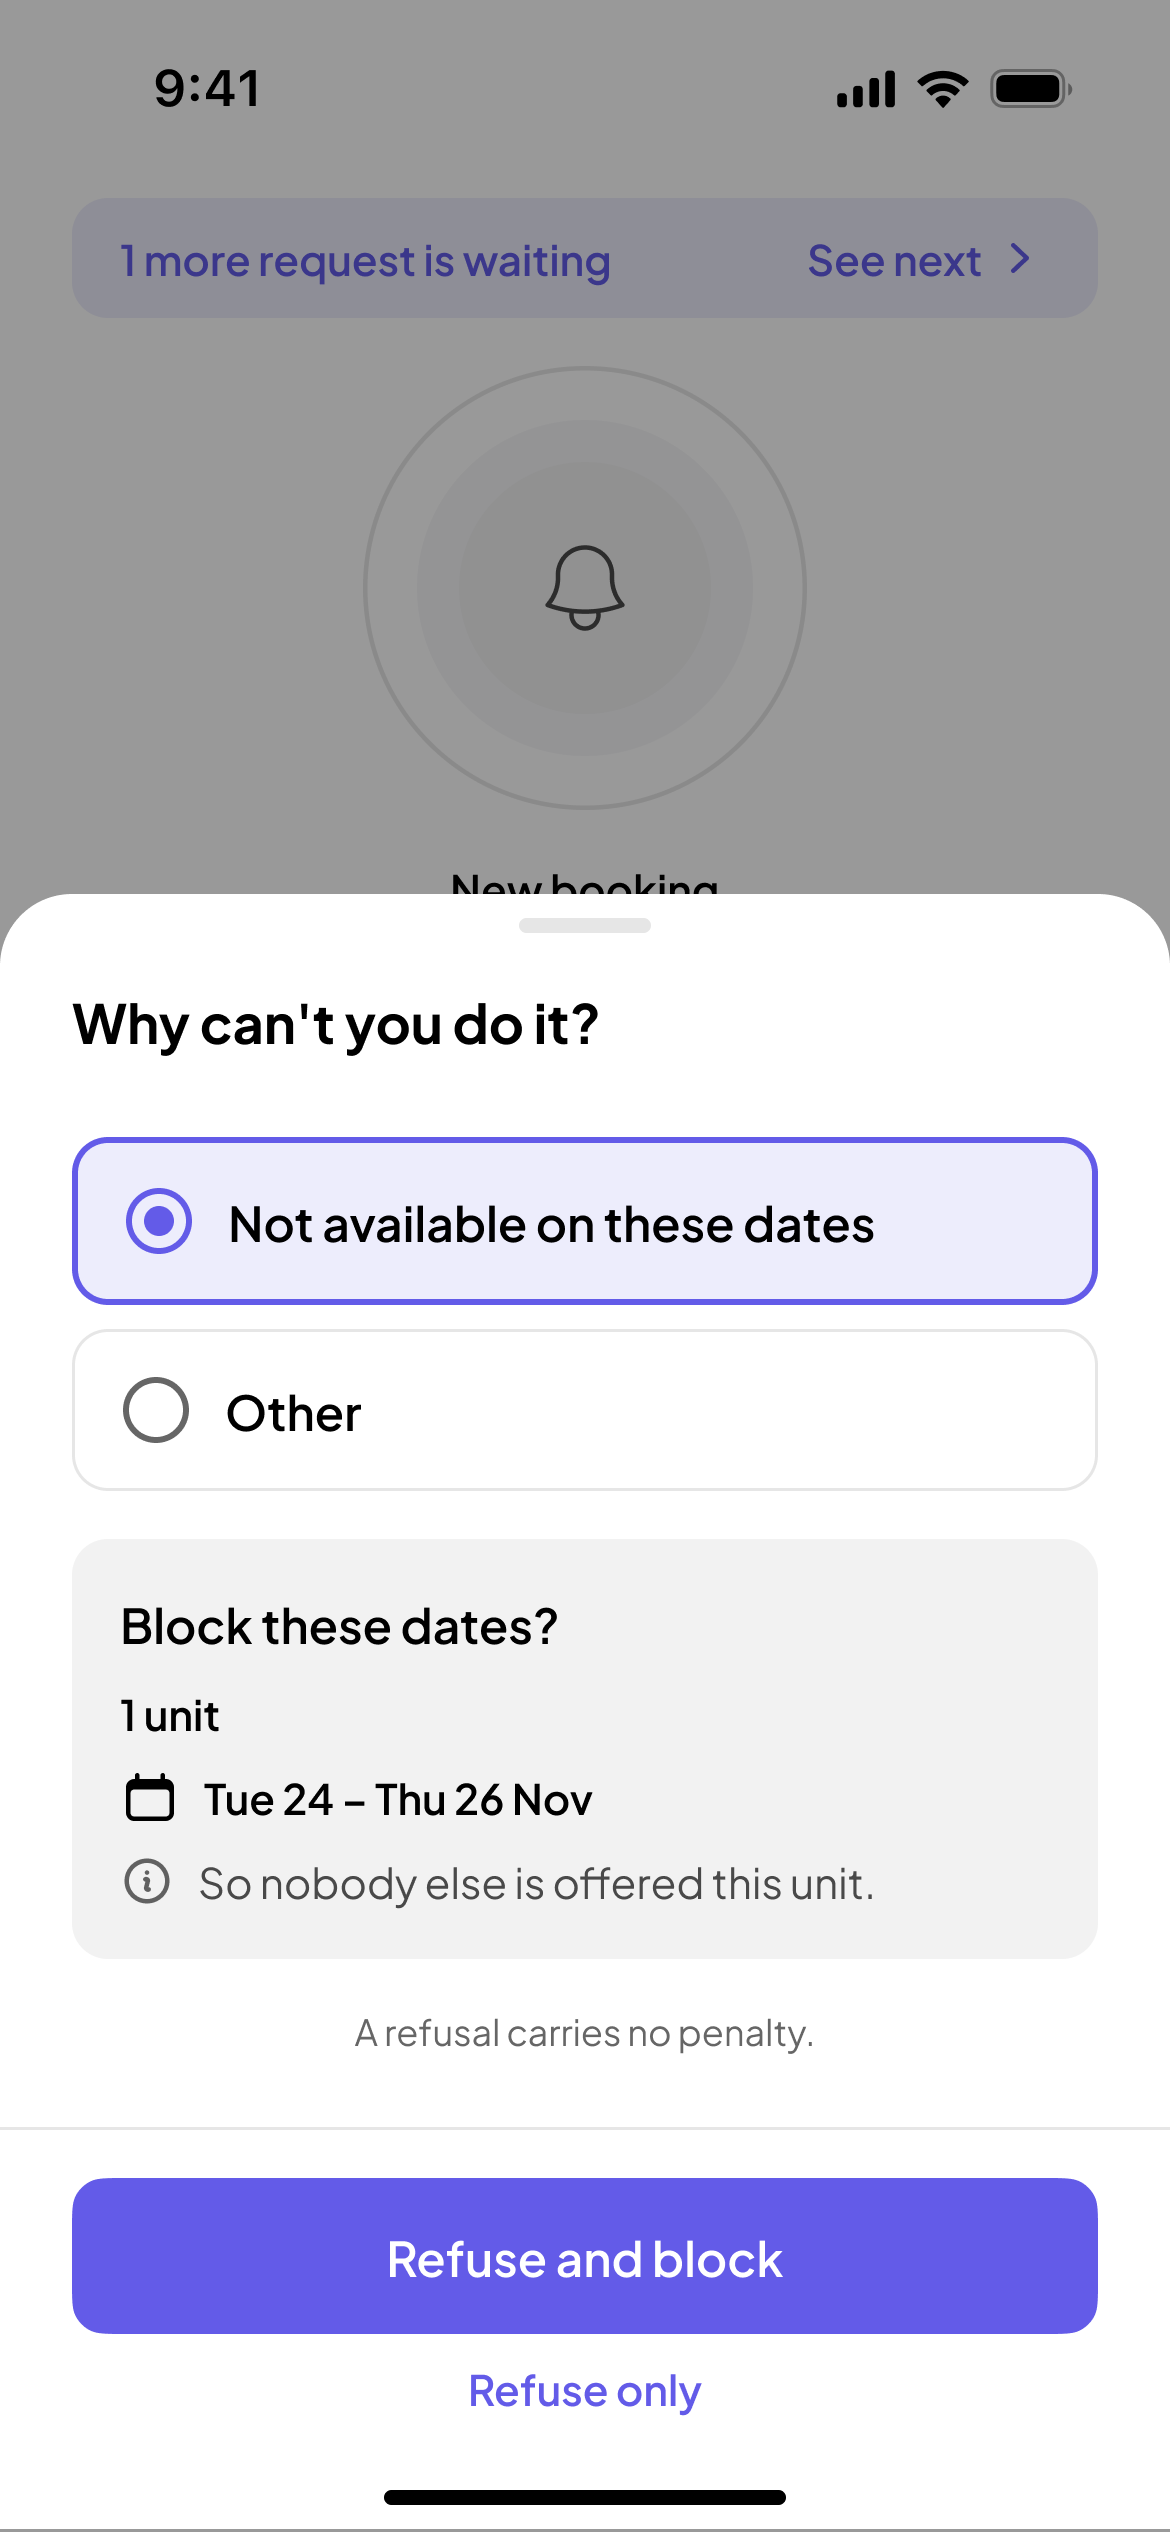 9:41
1 more request is waiting See next
New booking
Why can't you do it?
Not available on these dates
Other
Block these dates?
1 unit
Tue 24 – Thu 26 Nov
So nobody else is offered this unit.
A refusal carries no penalty.
Refuse and block
Refuse only